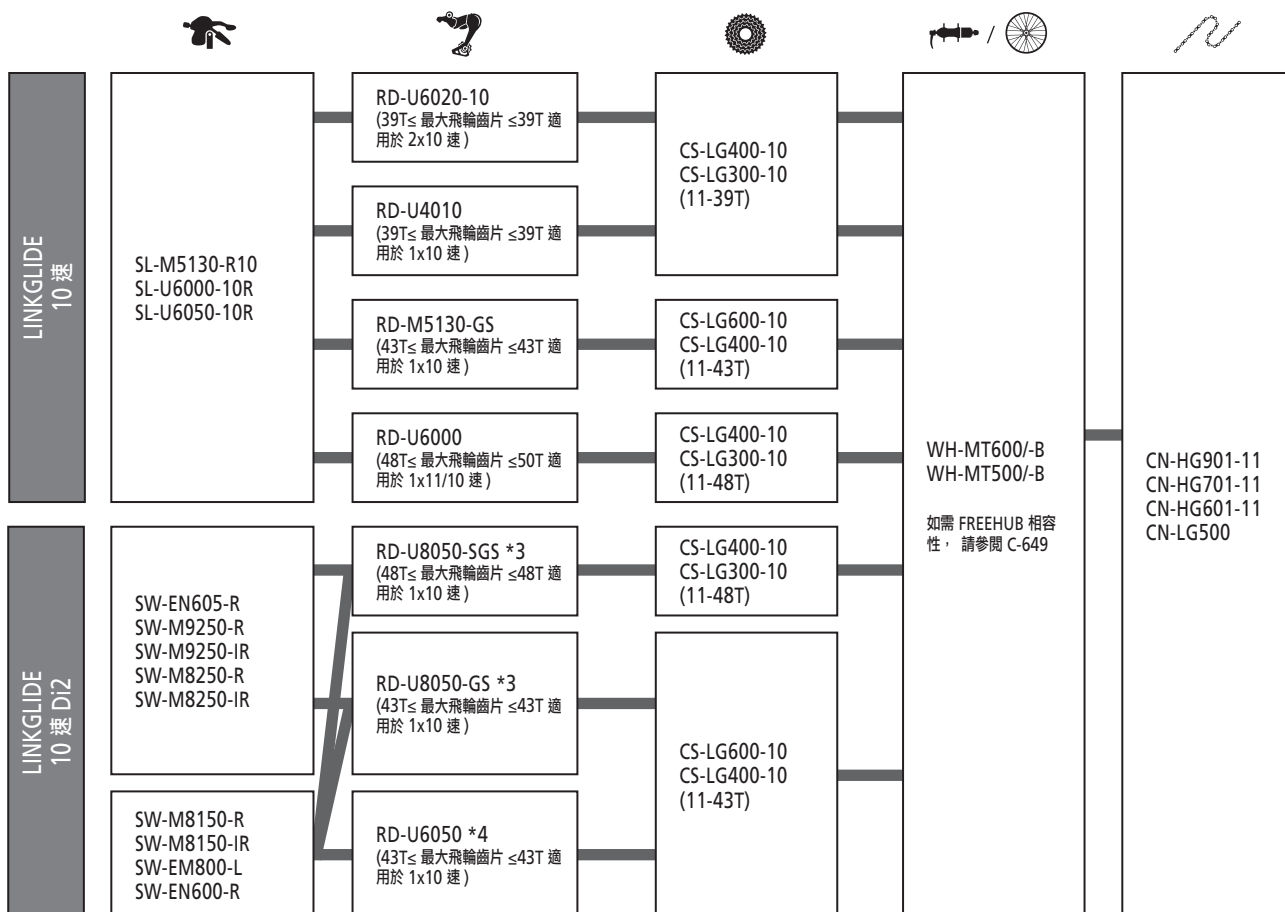 /
LINKGLIDE
10 速
SL-M5130-R10
SL-U6000-10R
SL-U6050-10R
RD-U6020-10
(39T≤ 最大飛輪齒片 ≤39T 適
用於 2x10 速 )
RD-U4010
(39T≤ 最大飛輪齒片 ≤39T 適
用於 1x10 速 )
RD-M5130-GS
(43T≤ 最大飛輪齒片 ≤43T 適
用於 1x10 速 )
RD-U6000
(48T≤ 最大飛輪齒片 ≤50T 適
用於 1x11/10 速 )
CS-LG400-10
CS-LG300-10
(11-39T)
CS-LG600-10
CS-LG400-10
(11-43T)
CS-LG400-10
CS-LG300-10
(11-48T)
LINKGLIDE
10 速 Di2
SW-EN605-R
SW-M9250-R
SW-M9250-IR
SW-M8250-R
SW-M8250-IR
SW-M8150-R
SW-M8150-IR
SW-EM800-L
SW-EN600-R
RD-U8050-SGS *3
(48T≤ 最大飛輪齒片 ≤48T 適
用於 1x10 速 )
RD-U8050-GS *3
(43T≤ 最大飛輪齒片 ≤43T 適
用於 1x10 速 )
RD-U6050 *4
(43T≤ 最大飛輪齒片 ≤43T 適
用於 1x10 速 )
CS-LG400-10
CS-LG300-10
(11-48T)
CS-LG600-10
CS-LG400-10
(11-43T)
WH-MT600/-B
WH-MT500/-B
如需 FREEHUB 相容
性， 請參閱 C-649
CN-HG901-11
CN-HG701-11
CN-HG601-11
CN-LG500